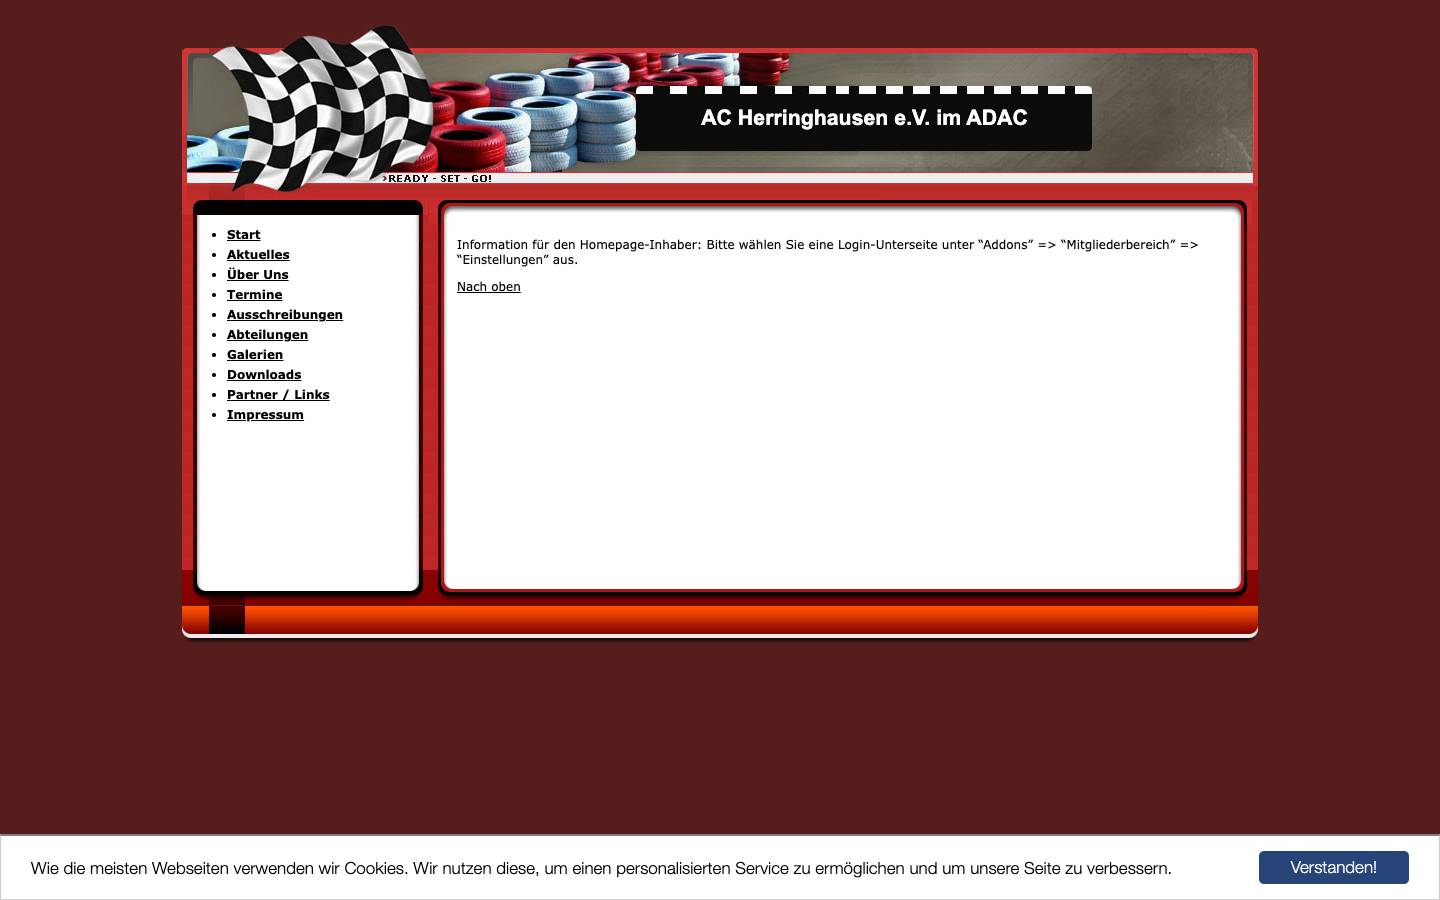 AC Herringhausen e.V. im ADAC
>READY - SET - GO!
Start
Aktuelles
Über Uns
Termine
Ausschreibungen
Abteilungen
Galerien
Downloads
Partner / Links
Impressum
Information für den Homepage-Inhaber: Bitte wählen Sie eine Login-Unterseite unter “Addons” => “Mitgliederbereich” =>
“Einstellungen” aus.
Nach oben
Wie die meisten Webseiten verwenden wir Cookies. Wir nutzen diese, um einen personalisierten Service zu ermöglichen und um unsere Seite zu verbessern.
Verstanden!